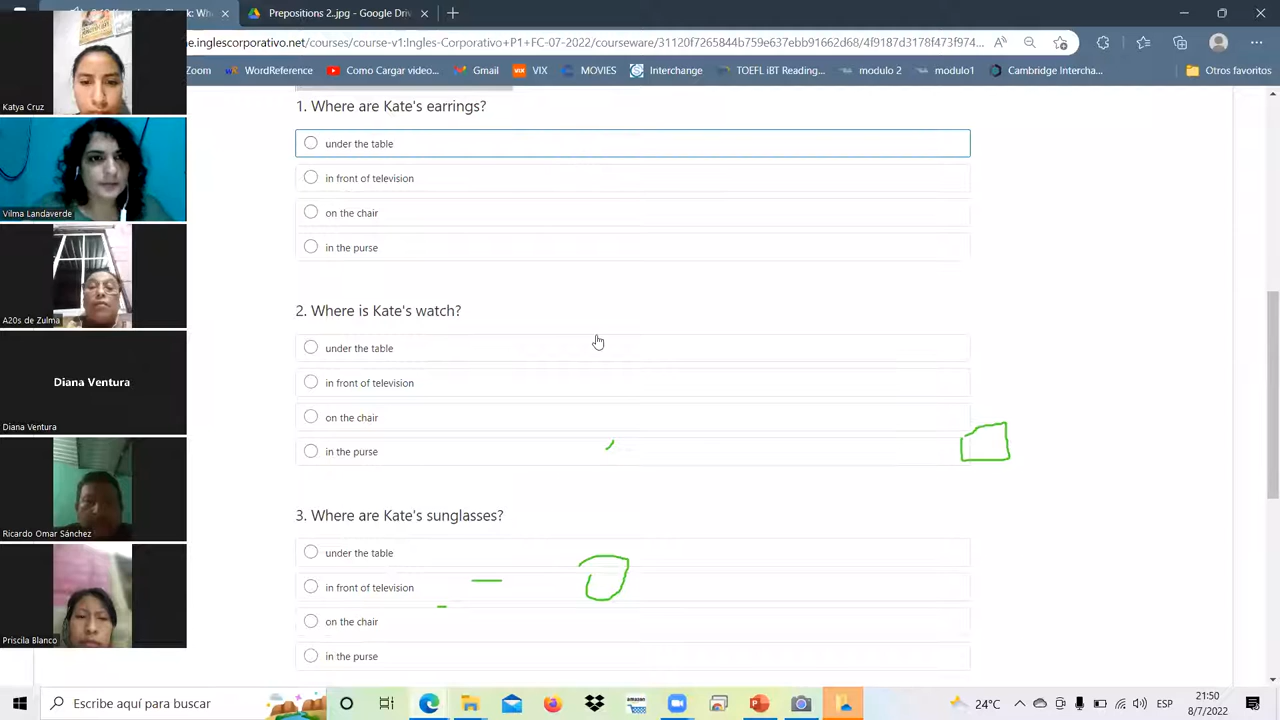 Prepositions 2..jpg - Google Driv
e.inglescorporativo.net/courses/course-v1:Ingles-Corporativo+P1+FC-07-2022/courseware/31120f7265844b759e637ebb91662d68/4f9187d3178f473f974...
Zoom
WordReference
Gratis Cargar video...
Gmail
VIX
MOVIES
Interchange
TOEFL iBT Reading...
modulo 2
modulo1
Cambridge Intercha...
Otros favoritos
Katya Cruz
Vilma Landaverde
A20s de Zulma
Diana Ventura
Diana Ventura
Ricardo Omar Sánchez
Priscila Blanco
1. Where are Kate's earrings?
under the table
in front of television
on the chair
in the purse
2. Where is Kate's watch?
under the table
in front of television
on the chair
in the purse
3. Where are Kate's sunglasses?
under the table
in front of television
on the chair
in the purse
Escribe aquí para buscar
24°C
ESP
21:50
8/7/2022